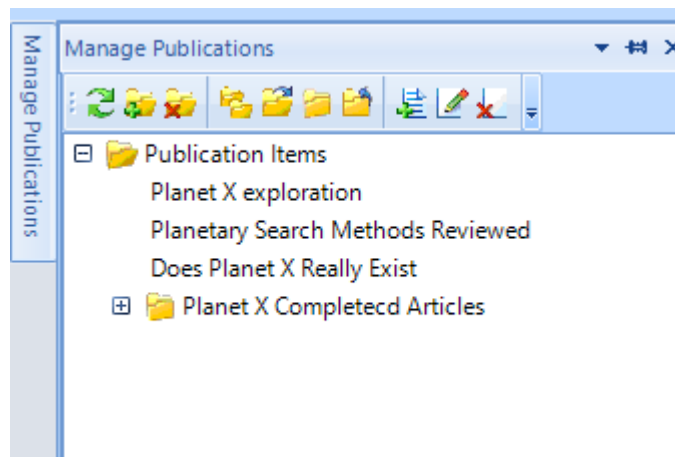 Manage Publications
Manage Publications
Publication Items
Planet X exploration
Planetary Search Methods Reviewed
Does Planet X Really Exist
Planet X Completecd Articles